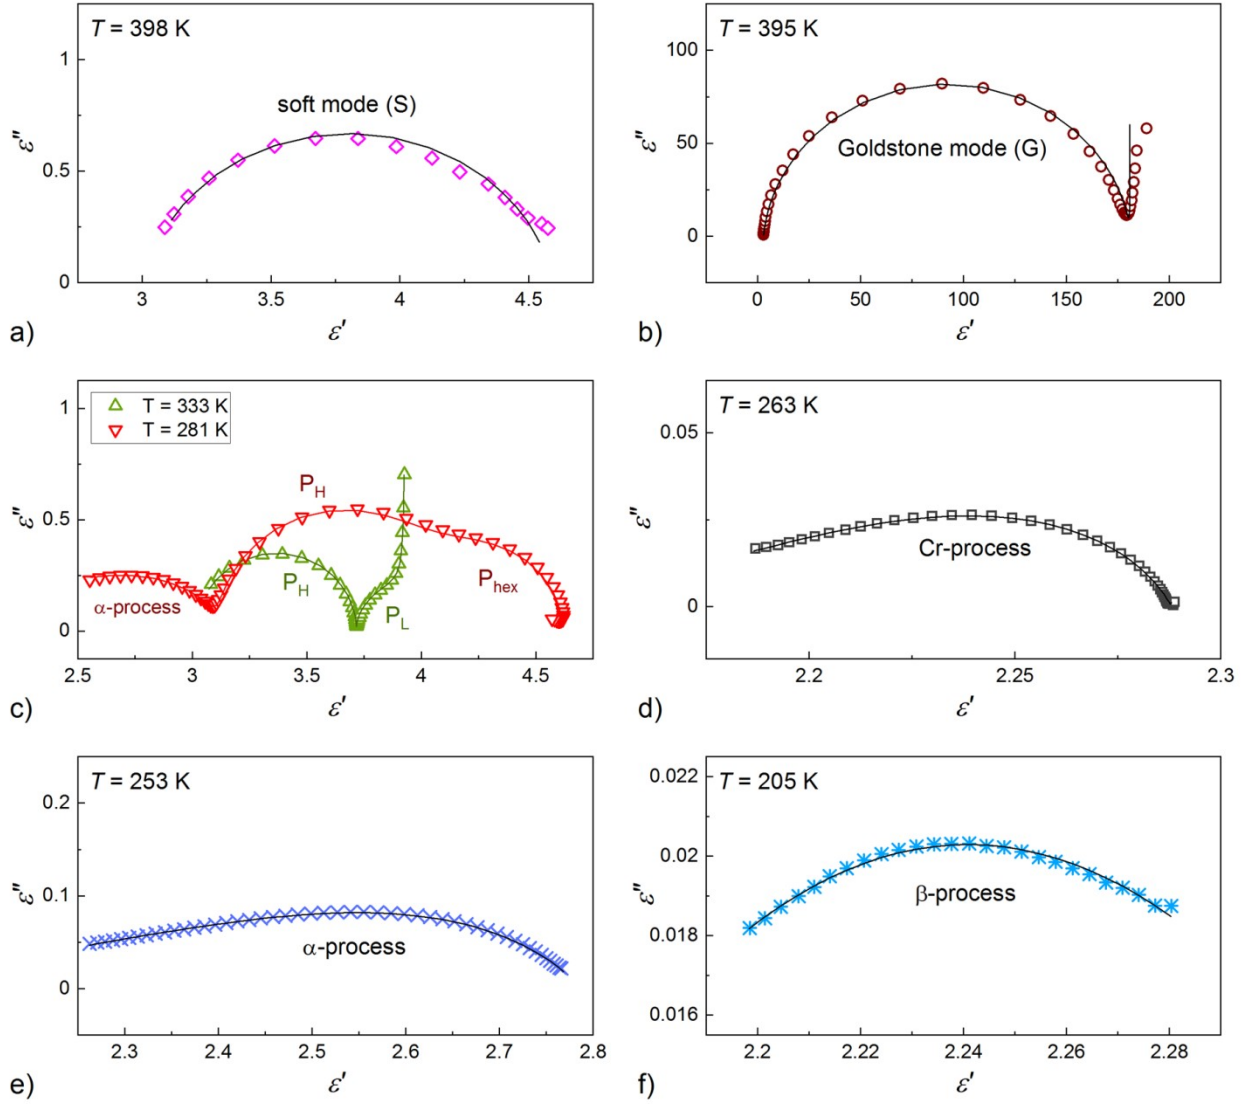 T = 398 K
soft mode (S)
1
0.5
0
ε''
3
3.5
4
4.5
ε'
a)
T = 395 K
Goldstone mode (G)
100
50
0
ε''
0
50
100
150
200
ε'
b)
T = 333 K
T = 281 K
1
0.5
0
ε''
P_H
α-process
P_H
P_L
P_hex
2.5
3
3.5
4
4.5
ε'
c)
T = 263 K
0.05
0
ε''
Cr-process
2.2
2.25
2.3
ε'
d)
T = 253 K
0.2
0.1
0
ε''
α-process
2.3
2.4
2.5
2.6
2.7
2.8
ε'
e)
T = 205 K
0.022
0.02
0.018
0.016
ε''
β-process
2.2
2.22
2.24
2.26
2.28
ε'
f)